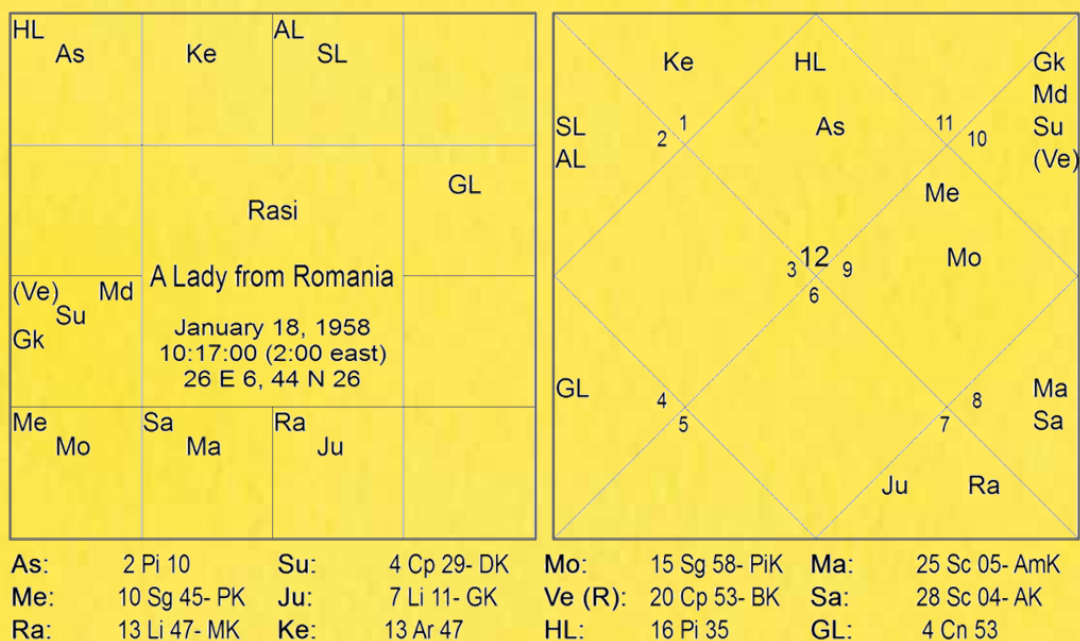 HL
As
Ke
AL
SL
GL
Rasi
A Lady from Romania
January 18, 1958
10:17:00 (2:00 east)
26 E 6, 44 N 26
(Ve) Md
Su
Gk
Me
Mo
Sa
Ma
Ra
Ju
Ke
HL
Gk
Md
SL
1
As
11
Su
AL
2
10
(Ve)
Me
12
Mo
3
9
6
GL
4
8
Ma
5
7
Sa
Ju
Ra
As: 2 Pi 10 Su: 4 Cp 29- DK Mo: 15 Sg 58- PiK Ma: 25 Sc 05- AmK
Me: 10 Sg 45- PK Ju: 7 Li 11- GK Ve (R): 20 Cp 53- BK Sa: 28 Sc 04- AK
Ra: 13 Li 47- MK Ke: 13 Ar 47 HL: 16 Pi 35 GL: 4 Cn 53